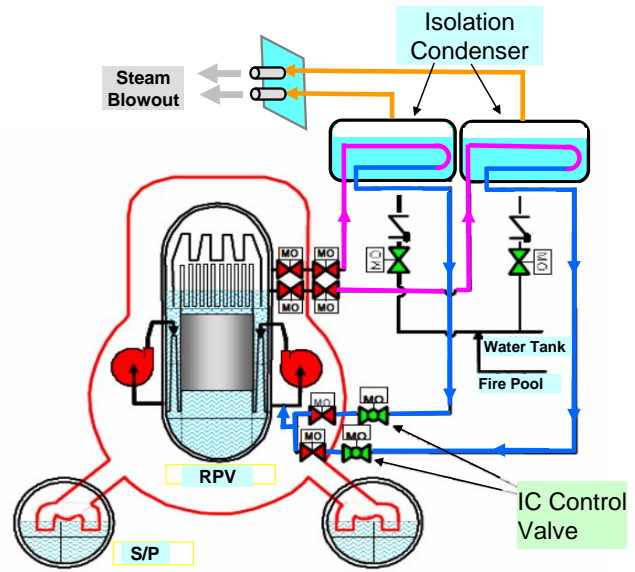 Isolation
Condenser
Steam
Blowout
MO
MO
MO
MO
MO
MO
Water Tank
Fire Pool
MO
MO
MO
MO
RPV
IC Control
Valve
S/P